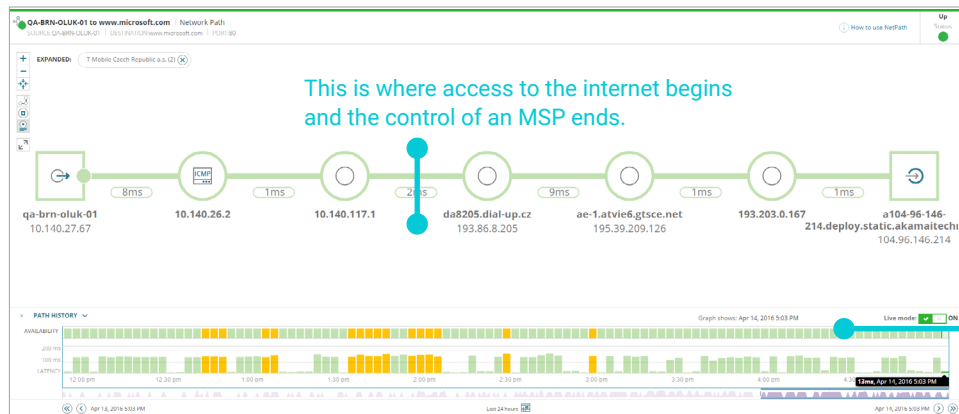 QA-BRN-OLUK-01 to www.microsoft.com Network Path
SOURCE:QA-BRN-OLUK-01 DESTINATION:www.microsoft.com PORT:80
How to use NetPath
Up
Status
EXPANDED: T Mobile Czech Republic a.s. (2)
This is where access to the internet begins
and the control of an MSP ends.
ICMP
8ms 1ms 2ms 9ms 1ms 1ms
qa-brn-oluk-01 10.140.26.2 10.140.117.1 da8205.dial-up.cz ae-1.atvie6.gtsce.net 193.203.0.167 a104-96-146-
214.deploy.static.akamaitechn
10.140.27.67 193.86.8.205 195.39.209.126 104.96.146.214
PATH HISTORY
Graph shows: Apr 14, 2016 5:03 PM
Live mode: ON
AVAILABILITY
200 ms
100 ms
LATENCY
12:00 pm 12:30 pm 1:00 pm 1:30 pm 2:00 pm 2:30 pm 3:00 pm 3:30 pm 4:00 pm 4:30
13ms, Apr 14, 2016 5:03 PM
Apr 13, 2016 5:03 PM
Last 24 hours
Apr 14, 2016 5:03 PM